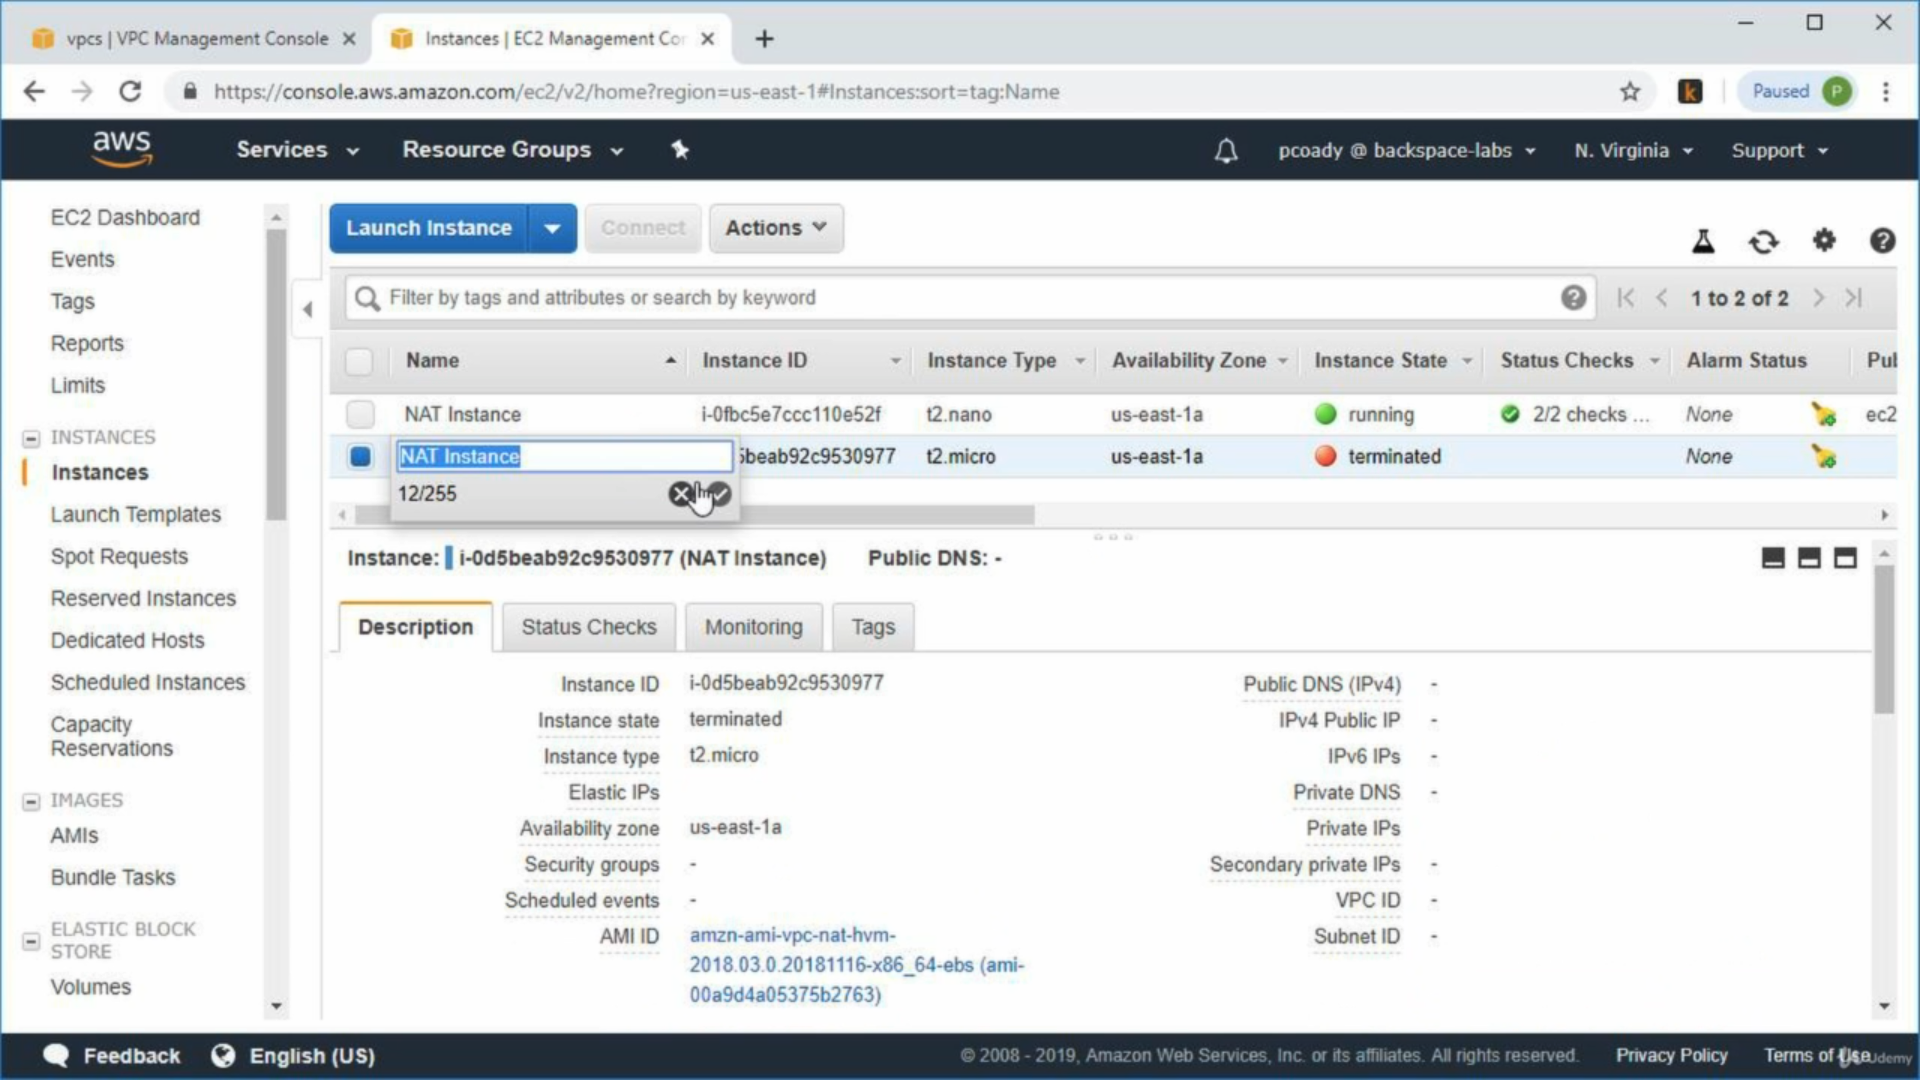 vpcs | VPC Management Console
Instances | EC2 Management Con
https://console.aws.amazon.com/ec2/v2/home?region=us-east-1#Instances:sort=tag:Name
k
Paused
P
aws
Services
Resource Groups
pcoady @ backspace-labs
N. Virginia
Support
EC2 Dashboard
Events
Tags
Reports
Limits
INSTANCES
Instances
Launch Templates
Spot Requests
Reserved Instances
Dedicated Hosts
Scheduled Instances
Capacity
Reservations
IMAGES
AMIs
Bundle Tasks
ELASTIC BLOCK
STORE
Volumes
Launch Instance
Connect
Actions
Filter by tags and attributes or search by keyword
1 to 2 of 2
Name
Instance ID
Instance Type
Availability Zone
Instance State
Status Checks
Alarm Status
Pub
NAT Instance
i-0fbc5e7ccc110e52f
t2.nano
us-east-1a
running
2/2 checks ...
None
ec2
NAT Instance
5beab92c9530977
t2.micro
us-east-1a
terminated
None
12/255
Instance: i-0d5beab92c9530977 (NAT Instance) Public DNS: -
Description
Status Checks
Monitoring
Tags
Instance ID i-0d5beab92c9530977
Instance state terminated
Instance type t2.micro
Elastic IPs
Availability zone us-east-1a
Security groups -
Scheduled events -
AMI ID amzn-ami-vpc-nat-hvm-
2018.03.0.20181116-x86_64-ebs (ami-
00a9d4a05375b2763)
Public DNS (IPv4) -
IPv4 Public IP -
IPv6 IPs -
Private DNS -
Private IPs
Secondary private IPs -
VPC ID -
Subnet ID -
Feedback
English (US)
© 2008 - 2019, Amazon Web Services, Inc. or its affiliates. All rights reserved.
Privacy Policy
Terms of Use
Udemy